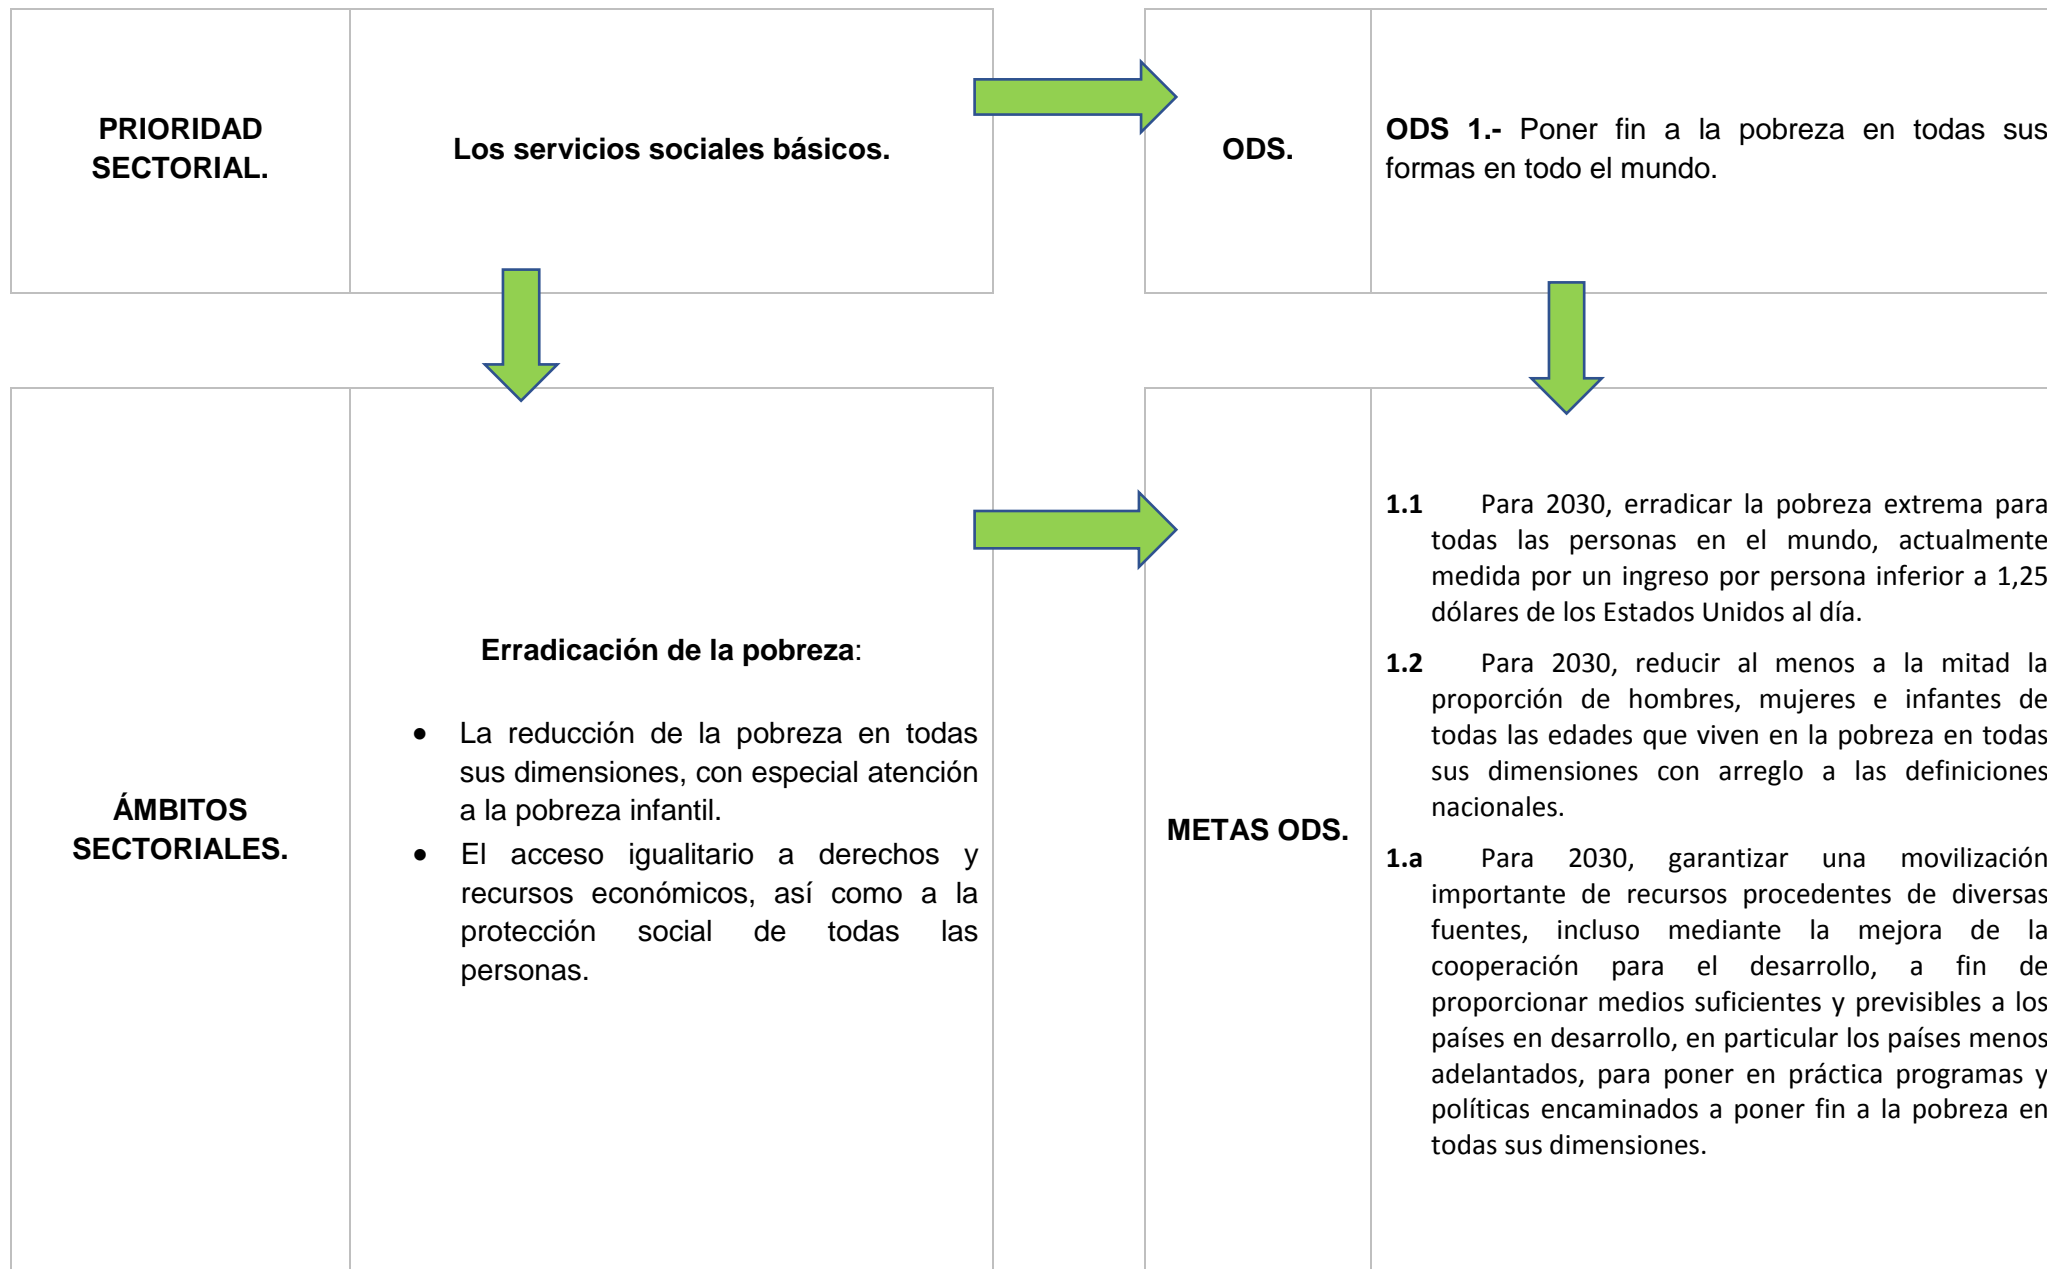 PRIORIDAD
SECTORIAL.
Los servicios sociales básicos.
ODS.
ODS 1.- Poner fin a la pobreza en todas sus
formas en todo el mundo.
ÁMBITOS
SECTORIALES.
Erradicación de la pobreza:
• La reducción de la pobreza en todas
sus dimensiones, con especial atención
a la pobreza infantil.
• El acceso igualitario a derechos y
recursos económicos, así como a la
protección social de todas las
personas.
METAS ODS.
1.1 Para 2030, erradicar la pobreza extrema para
todas las personas en el mundo, actualmente
medida por un ingreso por persona inferior a 1,25
dólares de los Estados Unidos al día.
1.2 Para 2030, reducir al menos a la mitad la
proporción de hombres, mujeres e infantes de
todas las edades que viven en la pobreza en todas
sus dimensiones con arreglo a las definiciones
nacionales.
1.a Para 2030, garantizar una movilización
importante de recursos procedentes de diversas
fuentes, incluso mediante la mejora de la
cooperación para el desarrollo, a fin de
proporcionar medios suficientes y previsibles a los
países en desarrollo, en particular los países menos
adelantados, para poner en práctica programas y
políticas encaminados a poner fin a la pobreza en
todas sus dimensiones.